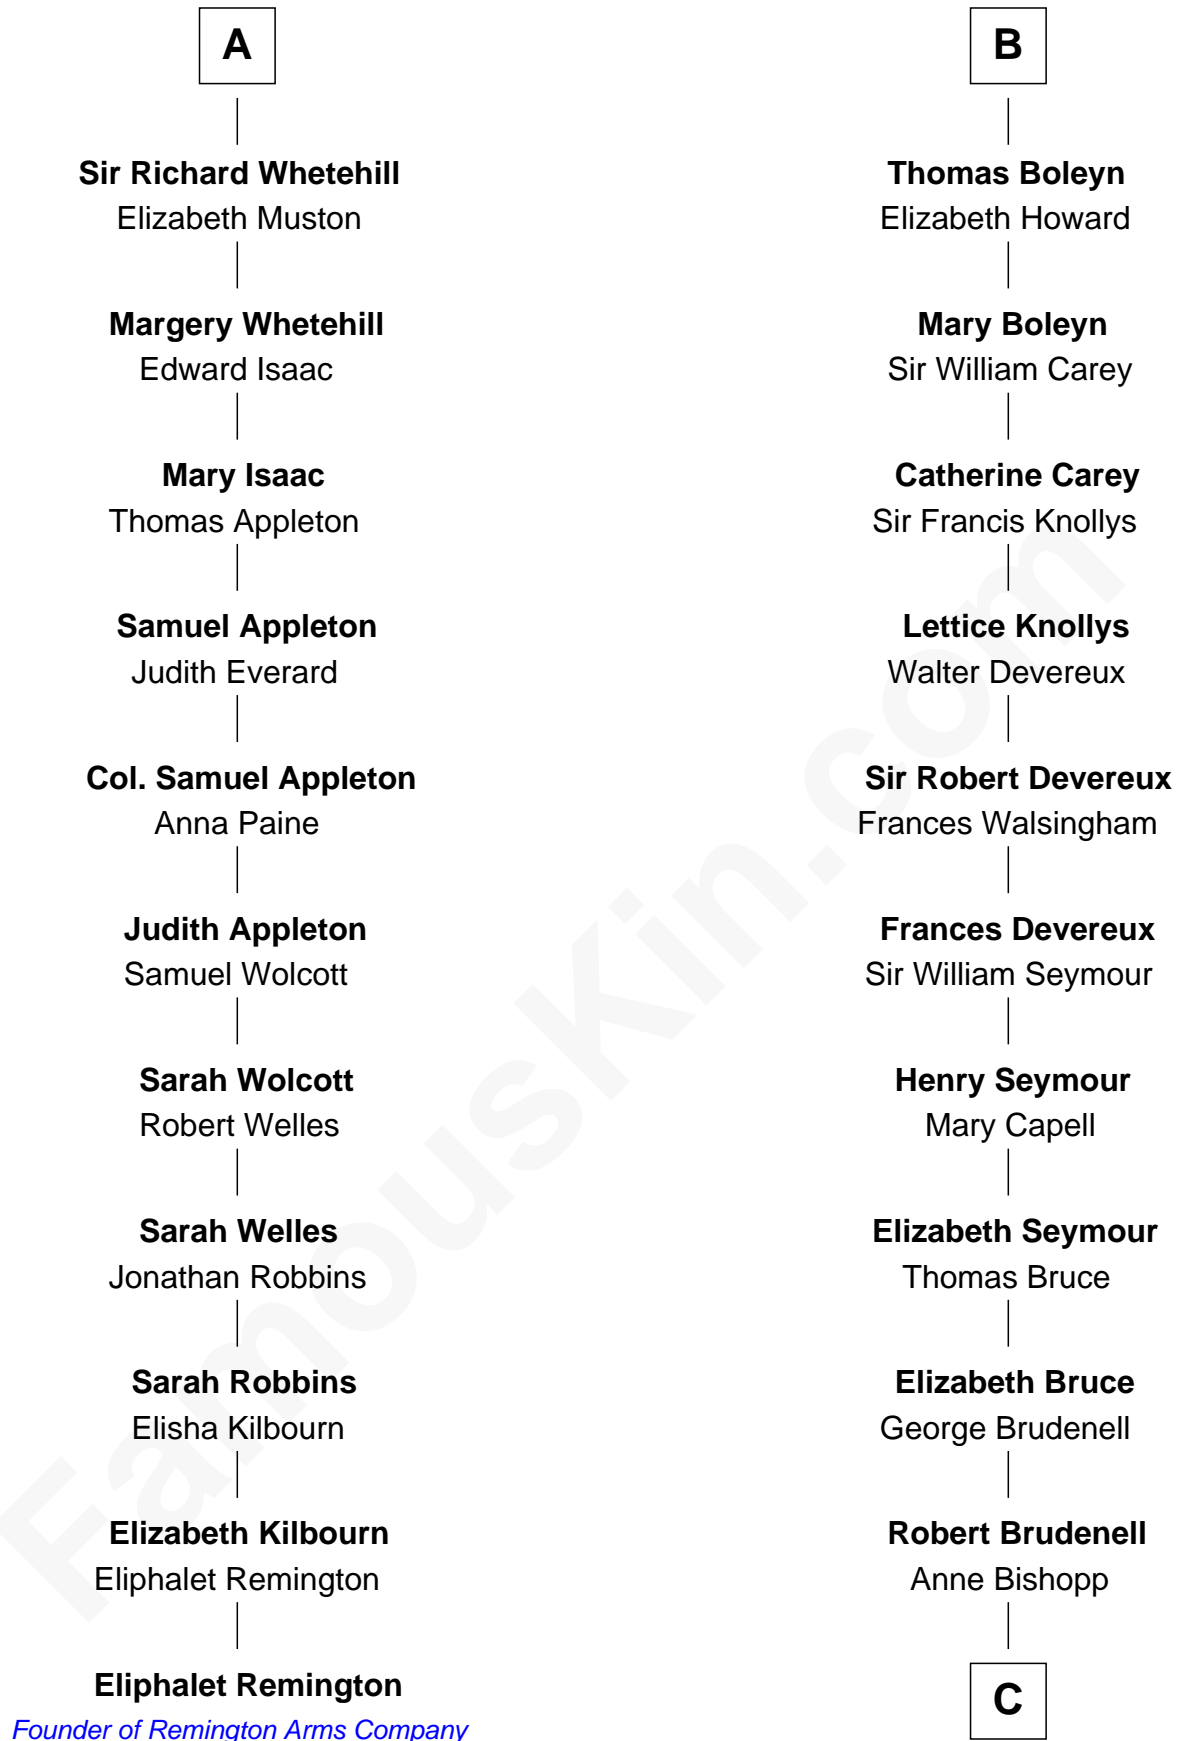 A
Sir Richard Whetehill
Elizabeth Muston
Margery Whetehill
Edward Isaac
Mary Isaac
Thomas Appleton
Samuel Appleton
Judith Everard
Col. Samuel Appleton
Anna Paine
Judith Appleton
Samuel Wolcott
Sarah Wolcott
Robert Welles
Sarah Welles
Jonathan Robbins
Sarah Robbins
Elisha Kilbourn
Elizabeth Kilbourn
Eliphalet Remington
Eliphalet Remington
Founder of Remington Arms Company
B
Thomas Boleyn
Elizabeth Howard
Mary Boleyn
Sir William Carey
Catherine Carey
Sir Francis Knollys
Lettice Knollys
Walter Devereux
Sir Robert Devereux
Frances Walsingham
Frances Devereux
Sir William Seymour
Henry Seymour
Mary Capell
Elizabeth Seymour
Thomas Bruce
Elizabeth Bruce
George Brudenell
Robert Brudenell
Anne Bishopp
C
FamousKin.com